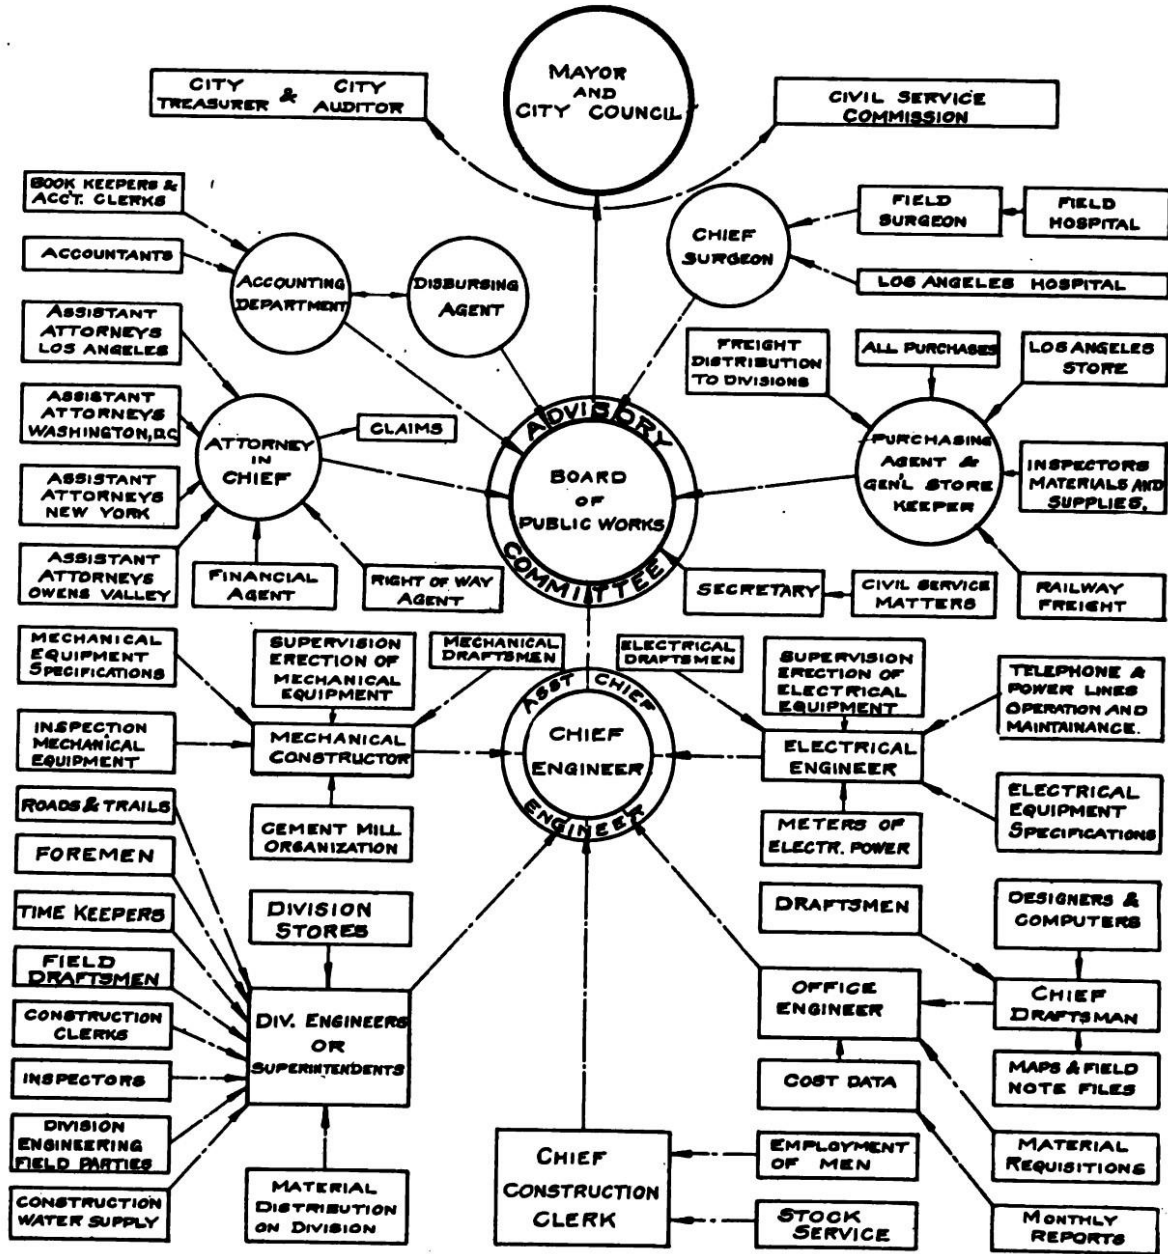 MAYOR
AND
CITY COUNCIL
CITY & CITY
TREASURER AUDITOR
CIVIL SERVICE
COMMISSION
BOOK KEEPERS &
ACC'T. CLERKS
ACCOUNTANTS
ACCOUNTING
DEPARTMENT
DISBURSING
AGENT
CHIEF
SURGEON
FIELD
SURGEON
FIELD
HOSPITAL
LOS ANGELES HOSPITAL
ASSISTANT
ATTORNEYS
LOS ANGELES
ASSISTANT
ATTORNEYS
WASHINGTON, D.C
ASSISTANT
ATTORNEYS
NEW YORK
ASSISTANT
ATTORNEYS
OWENS VALLEY
ATTORNEY
IN
CHIEF
CLAIMS
FINANCIAL
AGENT
RIGHT OF WAY
AGENT
ADVISORY
COMMITTEE
BOARD
OF
PUBLIC WORKS
FREIGHT
DISTRIBUTION
TO DIVISIONS
ALL PURCHASES
LOS ANGELES
STORE
PURCHASING
AGENT &
GEN'L STORE
KEEPER
INSPECTORS
MATERIALS AND
SUPPLIES.
RAILWAY
FREIGHT
SECRETARY
CIVIL SERVICE
MATTERS
MECHANICAL
EQUIPMENT
SPECIFICATIONS
SUPERVISION
ERECTION OF
MECHANICAL
EQUIPMENT
MECHANICAL
DRAFTSMEN
ELECTRICAL
DRAFTSMEN
SUPERVISION
ERECTION OF
ELECTRICAL
EQUIPMENT
TELEPHONE &
POWER LINES
OPERATION AND
MAINTAINANCE.
INSPECTION
MECHANICAL
EQUIPMENT
MECHANICAL
CONSTRUCTOR
CEMENT MILL
ORGANIZATION
ASST CHIEF
ENGINEER
CHIEF
ENGINEER
ELECTRICAL
ENGINEER
METERS OF
ELECTR. POWER
ELECTRICAL
EQUIPMENT
SPECIFICATIONS
ROADS & TRAILS
FOREMEN
TIME KEEPERS
FIELD
DRAFTSMEN
CONSTRUCTION
CLERKS
INSPECTORS
DIVISION
ENGINEERING
FIELD PARTIES
CONSTRUCTION
WATER SUPPLY
DIVISION
STORES
DIV. ENGINEERS
OR
SUPERINTENDENTS
MATERIAL
DISTRIBUTION
ON DIVISION
CHIEF
CONSTRUCTION
CLERK
EMPLOYMENT
OF MEN
STOCK
SERVICE
DRAFTSMEN
DESIGNERS &
COMPUTERS
OFFICE
ENGINEER
CHIEF
DRAFTSMAN
COST DATA
MAPS & FIELD
NOTE FILES
MATERIAL
REQUISITIONS
MONTHLY
REPORTS